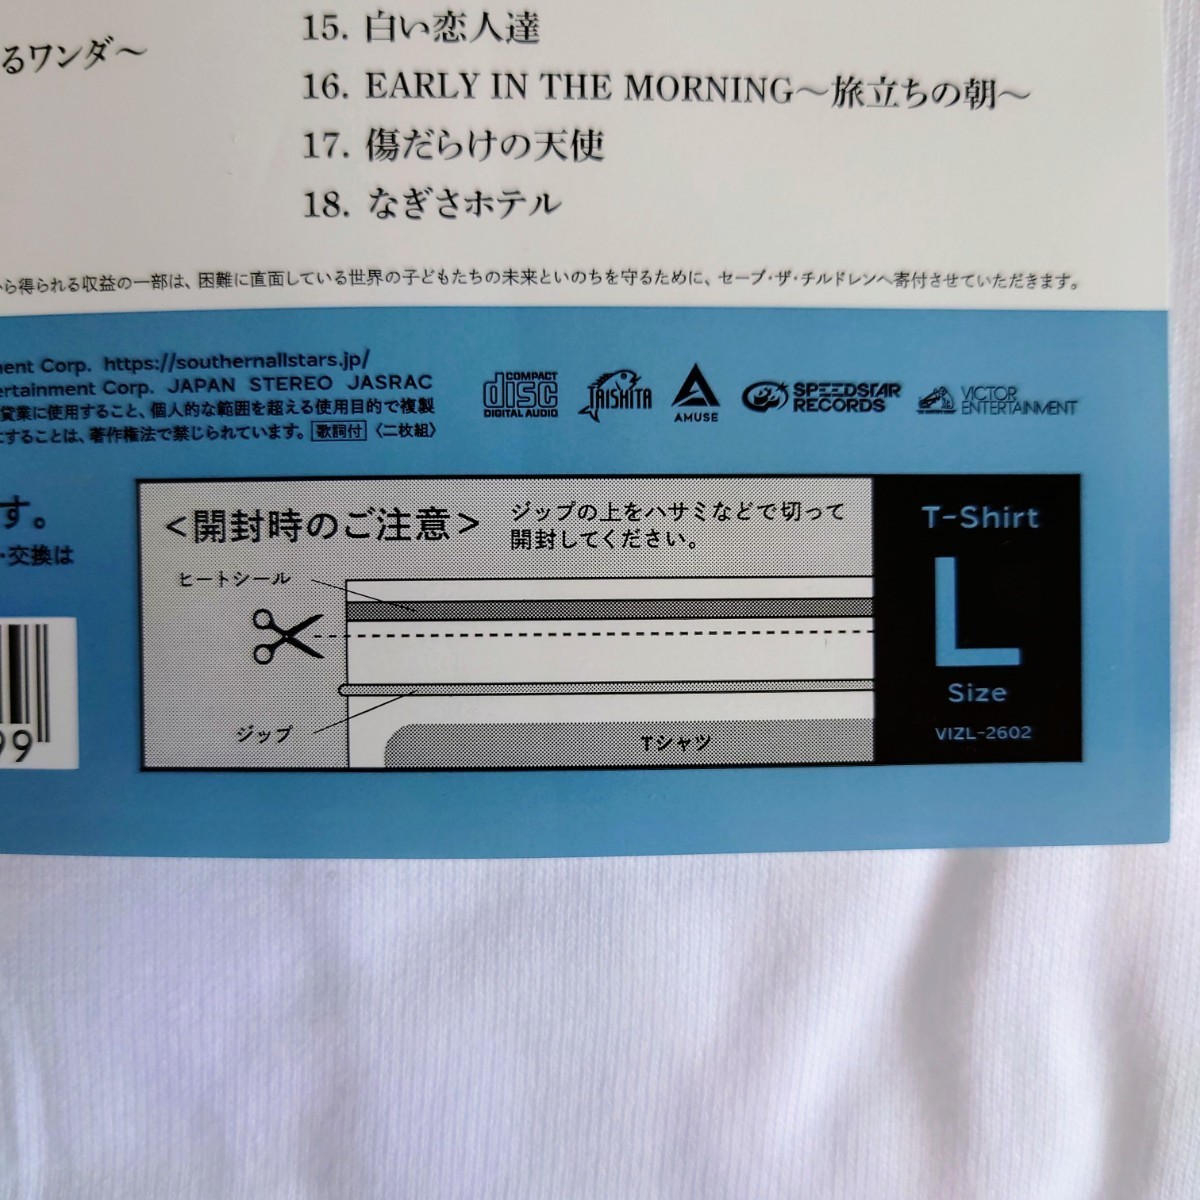 るワンダ～
15. 白い恋人達
16. EARLY IN THE MORNING～旅立ちの朝～
17. 傷だらけの天使
18. なぎさホテル
ら得られる収益の一部は、困難に直面している世界の子どもたちの未来といのちを守るために、セーブ・ザ・チルドレンへ寄付させていただきます。
ment Corp. https://southernallstars.jp/
ertainment Corp. JAPAN STEREO JASRAC
貸業に使用すること、個人的な範囲を超える使用目的で複製
することは、著作権法で禁じられています。 歌詞付 〈二枚組〉
COMPACT
disc
DIGITAL AUDIO
TAISHITA
AMUSE
SPEEDSTAR
RECORDS
VICTOR
ENTERTAINMENT
す。
・交換は
99
<開封時のご注意>
ジップの上をハサミなどで切って
開封してください。
ヒートシール
ジップ
Tシャツ
T-Shirt
L
Size
VIZL-2602